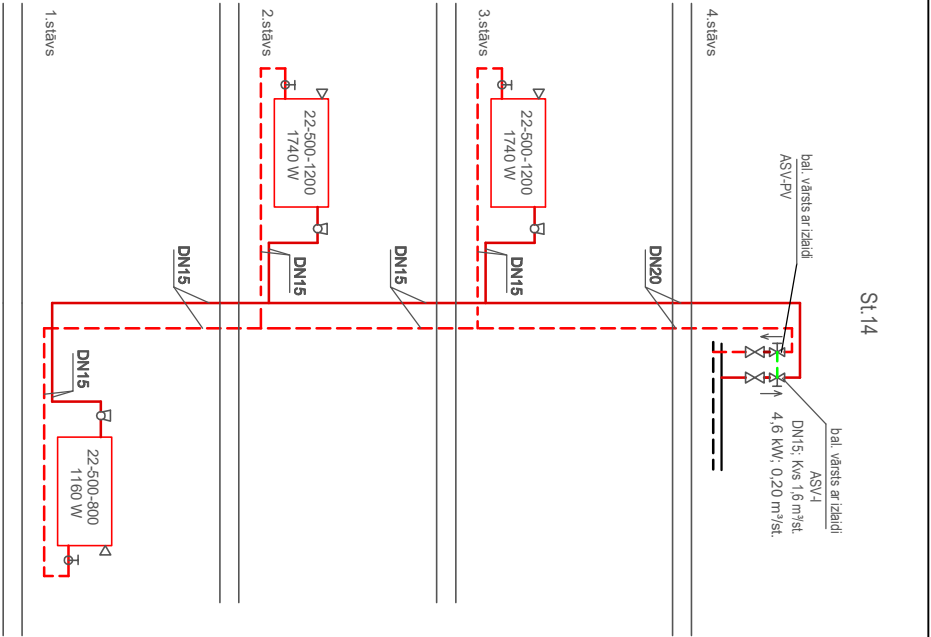 St.14
bal. vārsts ar izlaidi
ASV-PV
bal. vārsts ar izlaidi
ASV-I
DN15; Kvs 1,6 m³/st.
4,6 kW; 0,20 m³/st.
4.stāvs
DN20
3.stāvs
22-500-1200
1740 W
DN15
DN15
2.stāvs
22-500-1200
1740 W
DN15
DN15
1.stāvs
DN15
22-500-800
1160 W